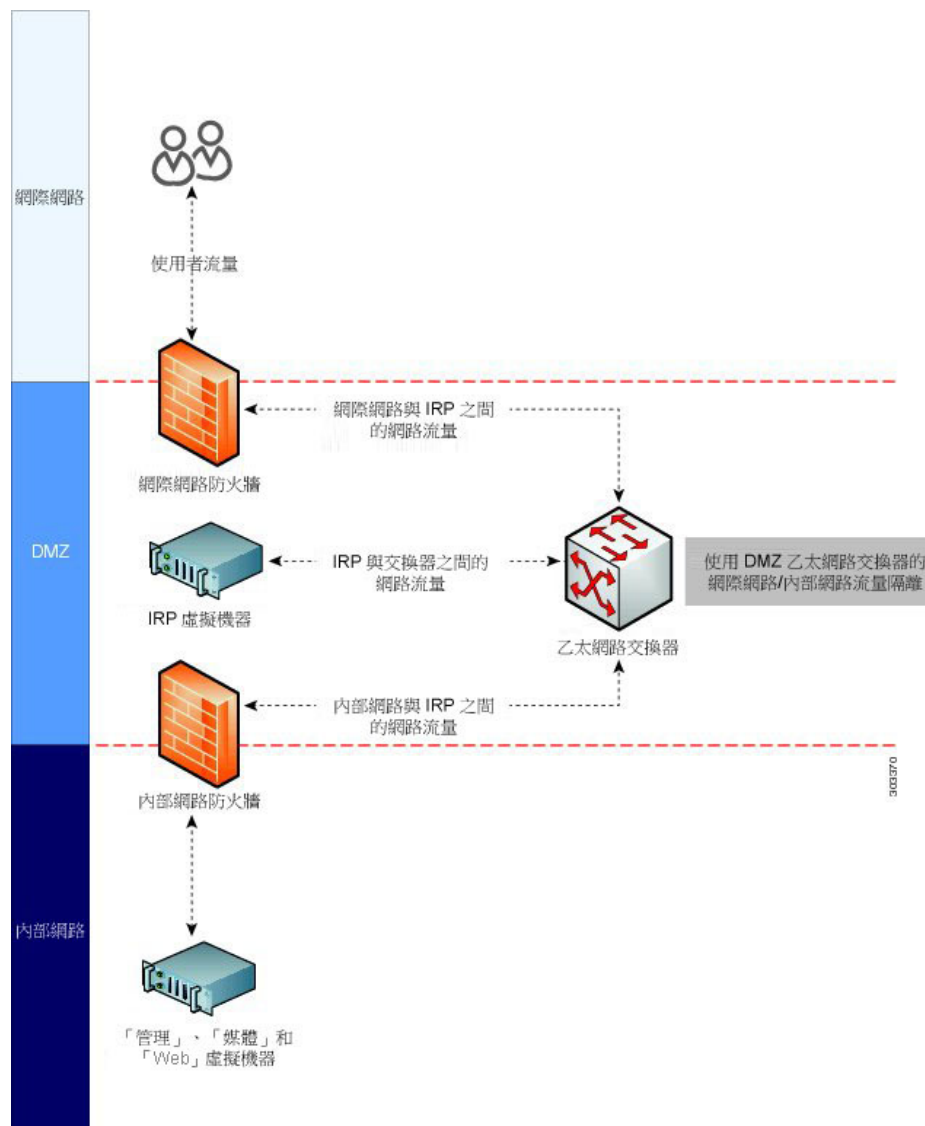 網際網路
使用者流量
網際網路與 IRP 之間
的網路流量
網際網路防火牆
DMZ
IRP 與交換器之間的
網路流量
使用 DMZ 乙太網路交換器的
網際網路/內部網路流量隔離
IRP 虛擬機器
乙太網路交換器
內部網路與 IRP 之間
的網路流量
內部網路防火牆
303370
內部網路
「管理」、「媒體」和
「Web」虛擬機器